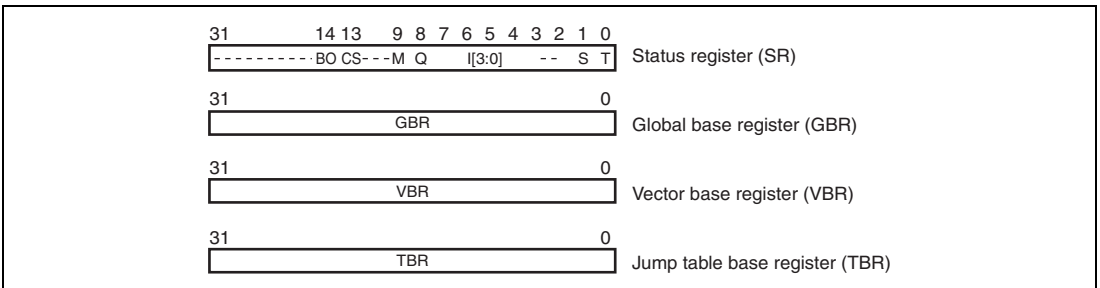 31 14 13 9 8 7 6 5 4 3 2 1 0
----------BO CS---M Q I[3:0] -- S T Status register (SR)
31 0
GBR Global base register (GBR)
31 0
VBR Vector base register (VBR)
31 0
TBR Jump table base register (TBR)